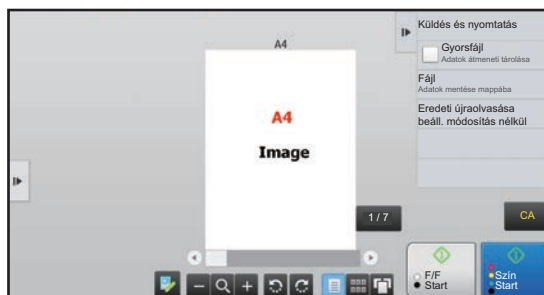 A4
A4
Image
1 / 7
Küldés és nyomtatás
Gyorsfájl
Adatok átmeneti tárolása
Fájl
Adatok mentése mappába
Eredeti újraolvasása
beáll. módosítás nélkül
CA
F/F
Start
Szín
Start